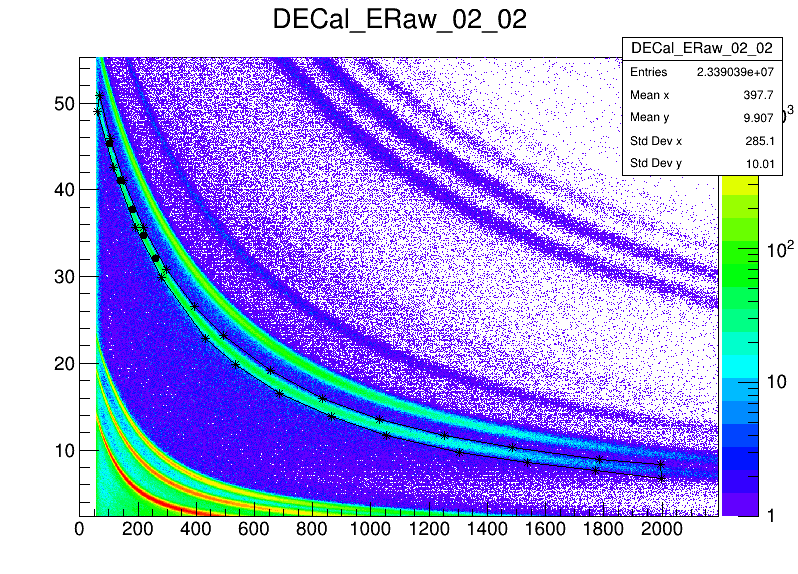 DECal_ERaw_02_02
DECal_ERaw_02_02
Entries 2.339039e+07
Mean x 397.7
Mean y 9.907
Std Dev x 285.1
Std Dev y 10.01
50
40
30
20
10
0 200 400 600 800 1000 1200 1400 1600 1800 2000
10²
10
1